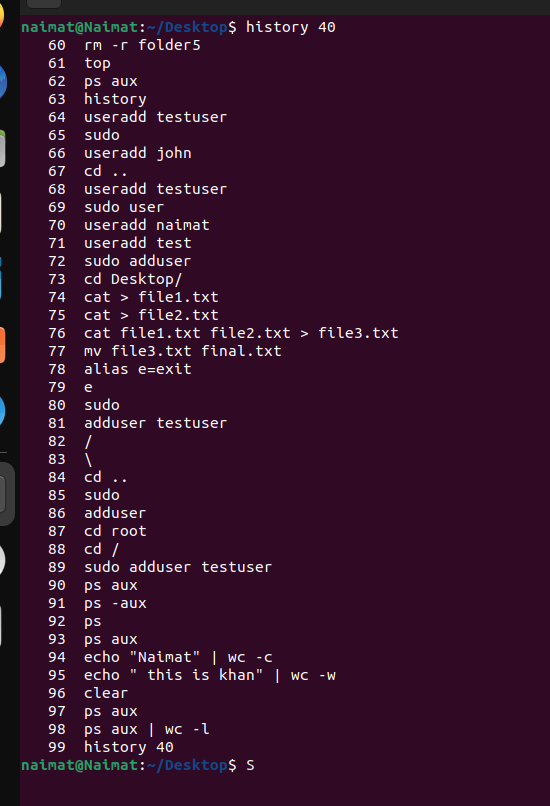 naimat@Naimat:~/Desktop$ history 40
60 rm -r folder5
61 top
62 ps aux
63 history
64 useradd testuser
65 sudo
66 useradd john
67 cd ..
68 useradd testuser
69 sudo user
70 useradd naimat
71 useradd test
72 sudo adduser
73 cd Desktop/
74 cat > file1.txt
75 cat > file2.txt
76 cat file1.txt file2.txt > file3.txt
77 mv file3.txt final.txt
78 alias e=exit
79 e
80 sudo
81 adduser testuser
82 /
83 \
84 cd ..
85 sudo
86 adduser
87 cd root
88 cd /
89 sudo adduser testuser
90 ps aux
91 ps -aux
92 ps
93 ps aux
94 echo "Naimat" | wc -c
95 echo " this is khan" | wc -w
96 clear
97 ps aux
98 ps aux | wc -l
99 history 40
naimat@Naimat:~/Desktop$ S